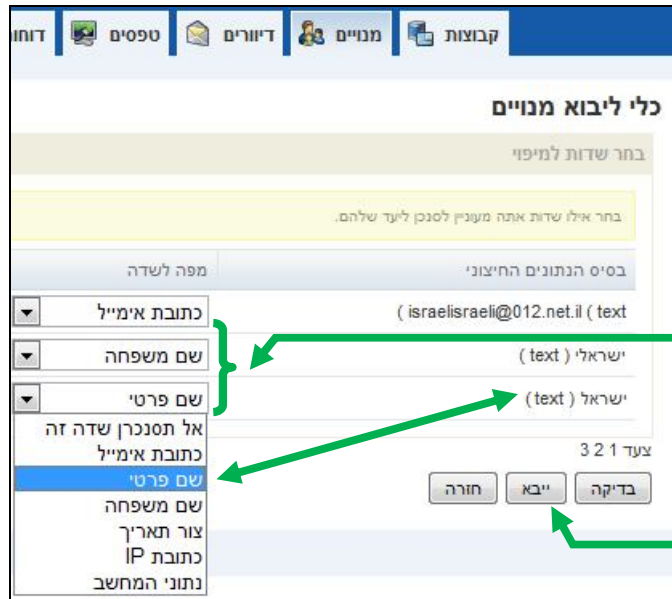 קבוצות מנויים דיוורים טפסים
כלי ליבוא מנויים
בחר שדות למיפוי
בחר אילו שדות אתה מעוניין לסנכן ליעד שלהם.
בסיס הנתונים החיצוני מפה לשדה
israelisraeli@012.net.il ( text ) כתובת אימייל
ישראלי ( text ) שם משפחה
ישראל ( text ) שם פרטי
אל תסנכרן שדה זה
כתובת אימייל
שם פרטי
שם משפחה
צור תאריך
כתובת IP
נתוני המחשב
צעד 1 2 3
בדיקה ייבא חזרה